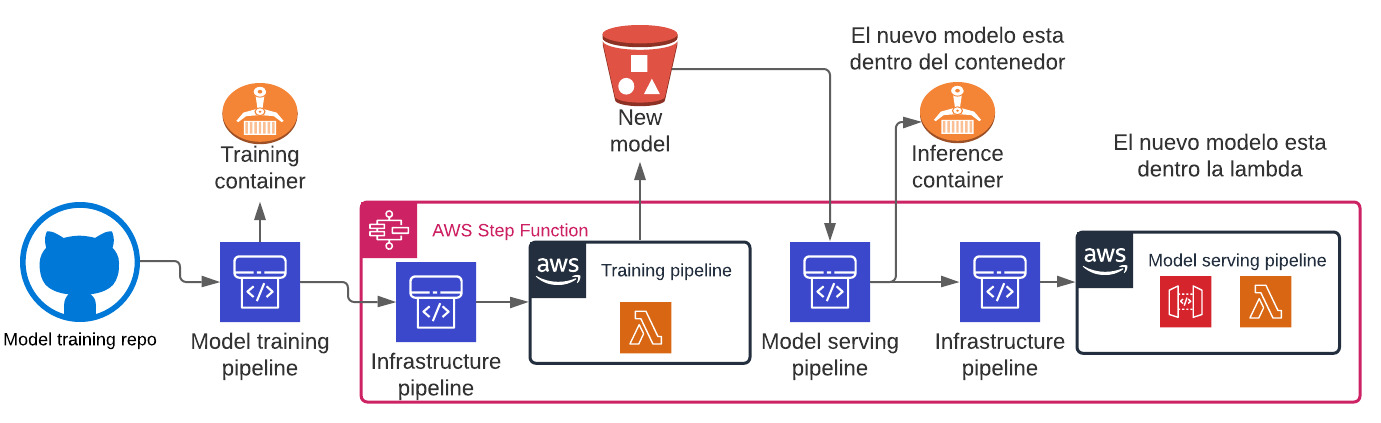 El nuevo modelo esta
dentro del contenedor
New
model
Training
container
Inference
container
El nuevo modelo esta
dentro la lambda
AWS Step Function
aws
Training pipeline
aws
Model serving pipeline
Model training repo
Model training
pipeline
Infrastructure
pipeline
Model serving
pipeline
Infrastructure
pipeline